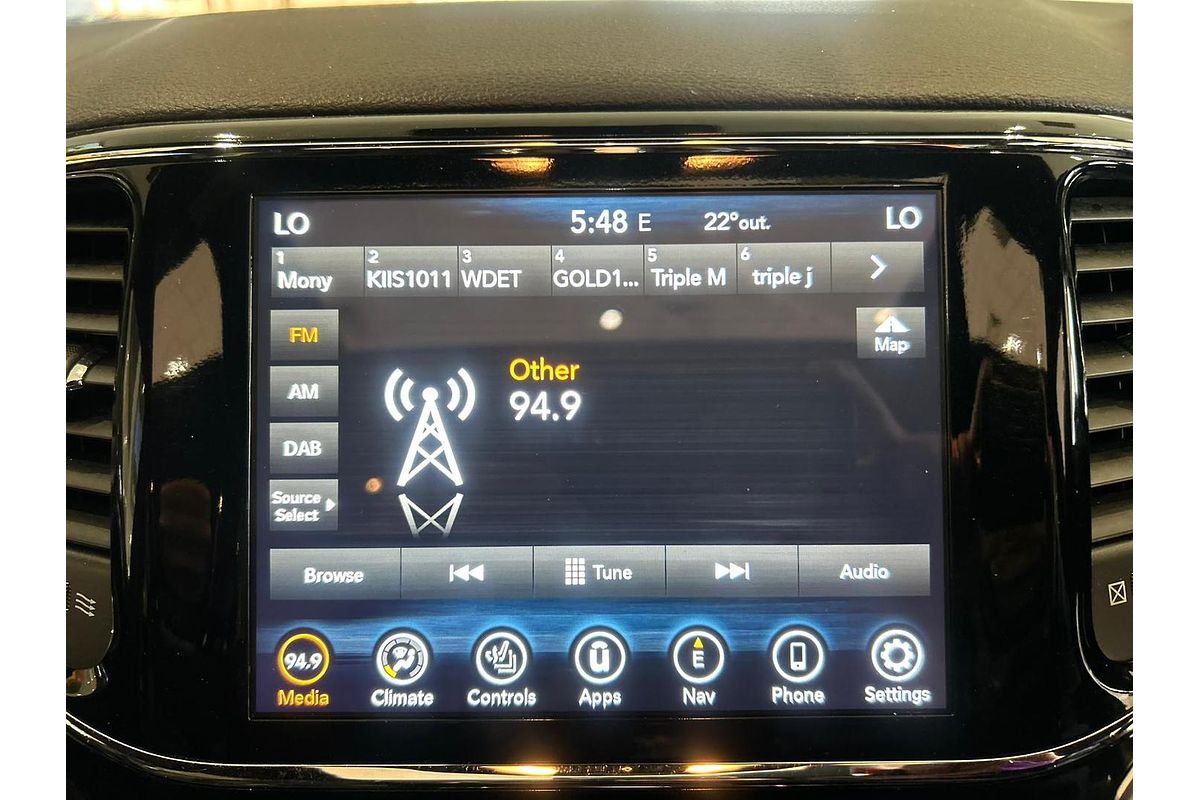 LO 5:48 E 22° out. LO
1 2 3 4 5 6
Mony KIIS1011 WDET GOLD1... Triple M triple j
FM
Map
Other
94.9
AM
DAB
Source
Select
Browse Tune Audio
94.9 E
Media Climate Controls Apps Nav Phone Settings